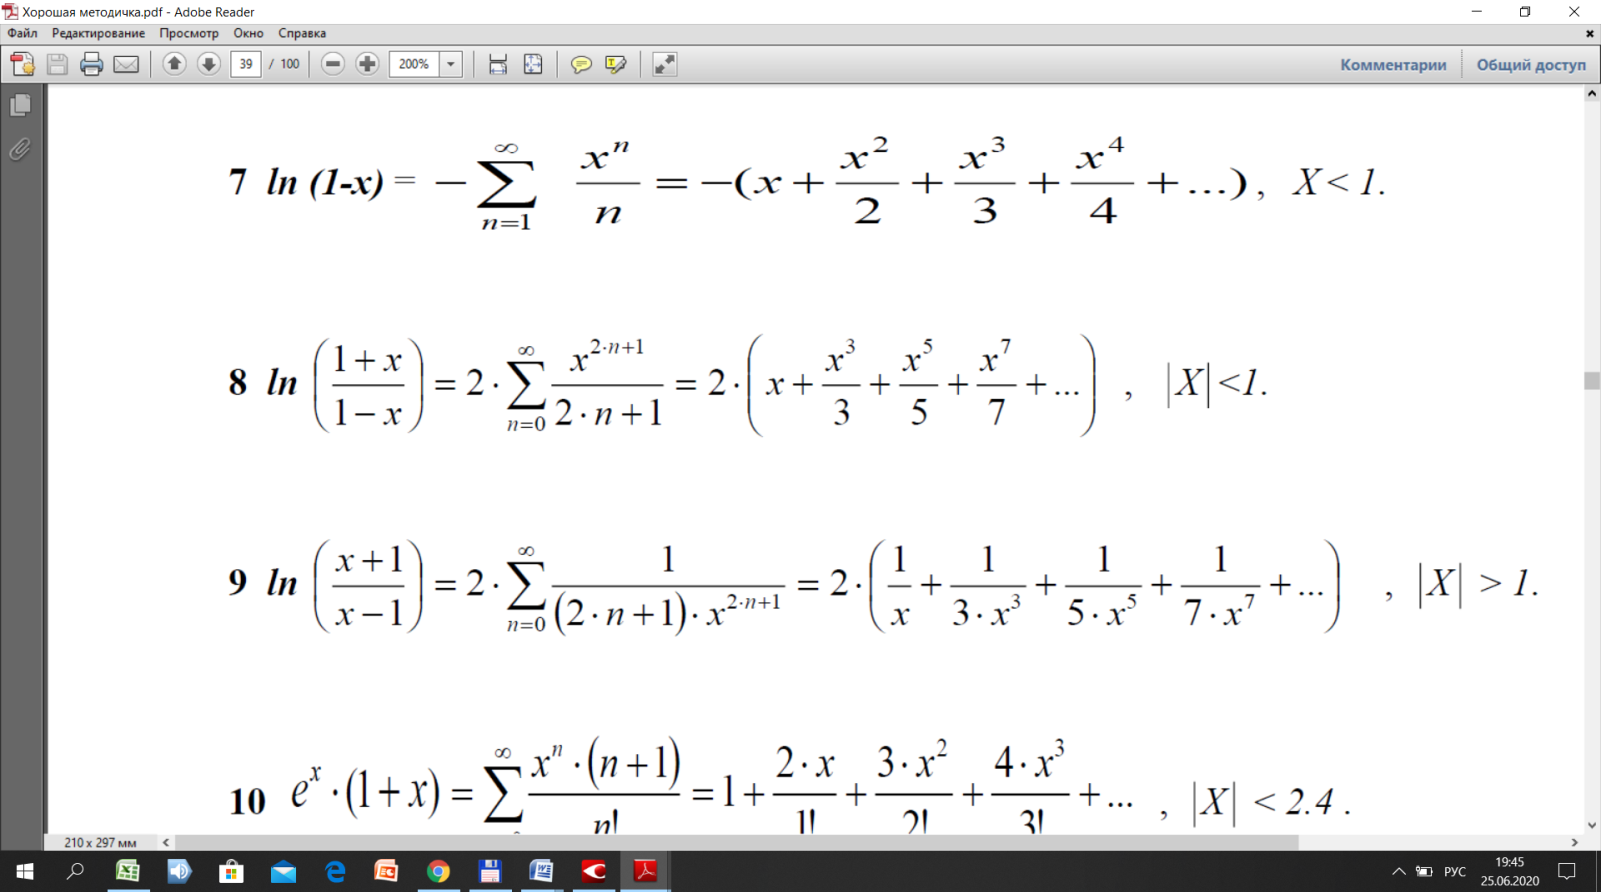 Хорошая методичка.pdf - Adobe Reader
Файл Редактирование Просмотр Окно Справка
39 / 100 200% Комментарии Общий доступ
7 ln (1-x) = −∑_{n=1}^{∞} x^n/n = −(x + x^2/2 + x^3/3 + x^4/4 + ...), X< 1.
8 ln ((1+x)/(1−x)) = 2·∑_{n=0}^{∞} x^{2·n+1}/(2·n+1) = 2·(x + x^3/3 + x^5/5 + x^7/7 + ...) , |X|<1.
9 ln ((x+1)/(x−1)) = 2·∑_{n=0}^{∞} 1/((2·n+1)·x^{2·n+1}) = 2·(1/x + 1/(3·x^3) + 1/(5·x^5) + 1/(7·x^7) + ...) , |X| > 1.
10 e^x·(1+x) = ∑^{∞} x^n·(n+1)/n! = 1 + 2·x/1! + 3·x^2/2! + 4·x^3/3! + ... , |X| < 2.4 .
210 x 297 мм
РУС 19:45
25.06.2020